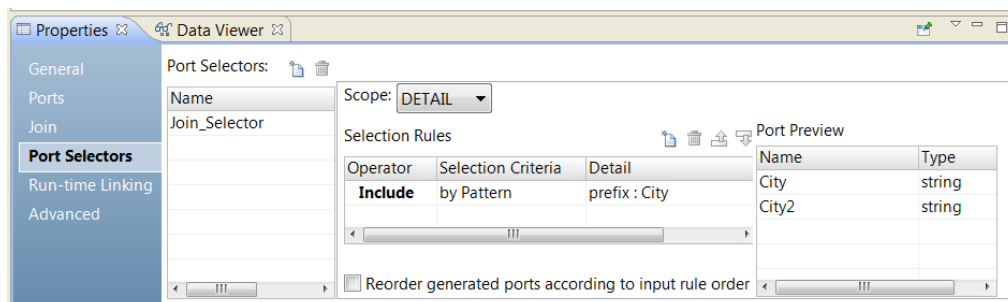 Properties Data Viewer
General
Ports
Join
Port Selectors
Run-time Linking
Advanced
Port Selectors:
Name
Join_Selector
Scope: DETAIL
Selection Rules
Operator Selection Criteria Detail
Include by Pattern prefix : City
Reorder generated ports according to input rule order
Port Preview
Name Type
City string
City2 string